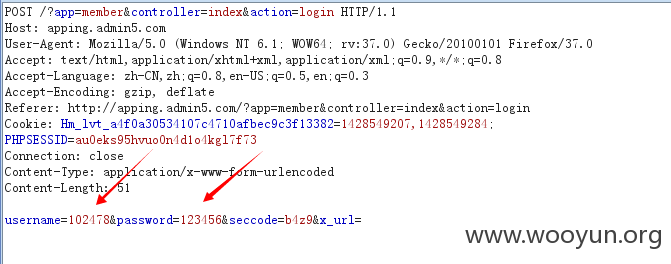 POST /?app=member&controller=index&action=login HTTP/1.1
Host: apping.admin5.com
User-Agent: Mozilla/5.0 (Windows NT 6.1; WOW64; rv:37.0) Gecko/20100101 Firefox/37.0
Accept: text/html,application/xhtml+xml,application/xml;q=0.9,*/*;q=0.8
Accept-Language: zh-CN,zh;q=0.8,en-US;q=0.5,en;q=0.3
Accept-Encoding: gzip, deflate
Referer: http://apping.admin5.com/?app=member&controller=index&action=login
Cookie: Hm_lvt_a4f0a30534107c4710afbec9c3f13382=1428549207,1428549284;
PHPSESSID=au0eks95hvuo0n4d1o4kgl7f73
Connection: close
Content-Type: application/x-www-form-urlencoded
Content-Length: 51
username=102478&password=123456&seccode=b4z9&x_url=
www.wooyun.org